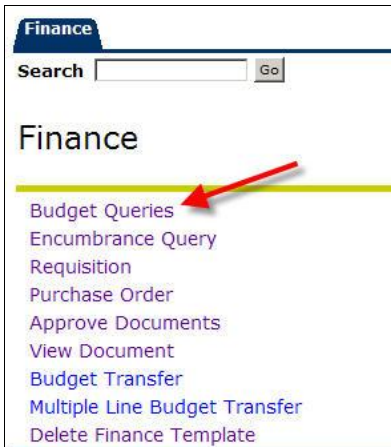 Finance
Search Go
Finance
Budget Queries
Encumbrance Query
Requisition
Purchase Order
Approve Documents
View Document
Budget Transfer
Multiple Line Budget Transfer
Delete Finance Template